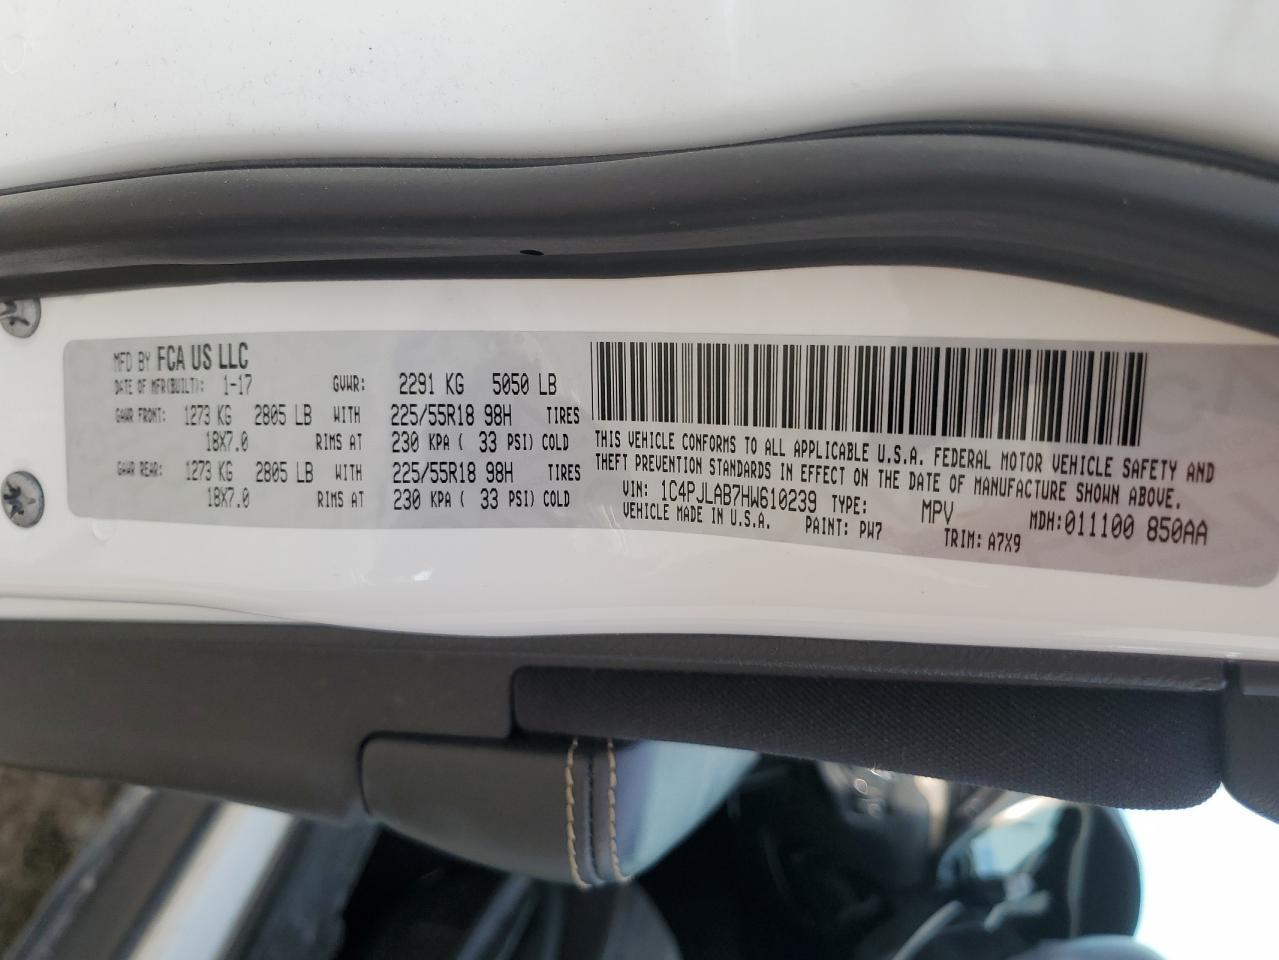 MFD BY FCA US LLC
DATE OF MFR(BUILT): 1-17 GVWR: 2291 KG 5050 LB
GAWR FRONT: 1273 KG 2805 LB WITH 225/55R18 98H TIRES
18X7.0 RIMS AT 230 KPA ( 33 PSI) COLD
GAWR REAR: 1273 KG 2805 LB WITH 225/55R18 98H TIRES
18X7.0 RIMS AT 230 KPA ( 33 PSI) COLD
THIS VEHICLE CONFORMS TO ALL APPLICABLE U.S.A. FEDERAL MOTOR VEHICLE SAFETY AND
THEFT PREVENTION STANDARDS IN EFFECT ON THE DATE OF MANUFACTURE SHOWN ABOVE.
VIN: 1C4PJLAB7HW610239 TYPE: MPV MDH:011100 850AA
VEHICLE MADE IN U.S.A. PAINT: PW7 TRIM: A7X9